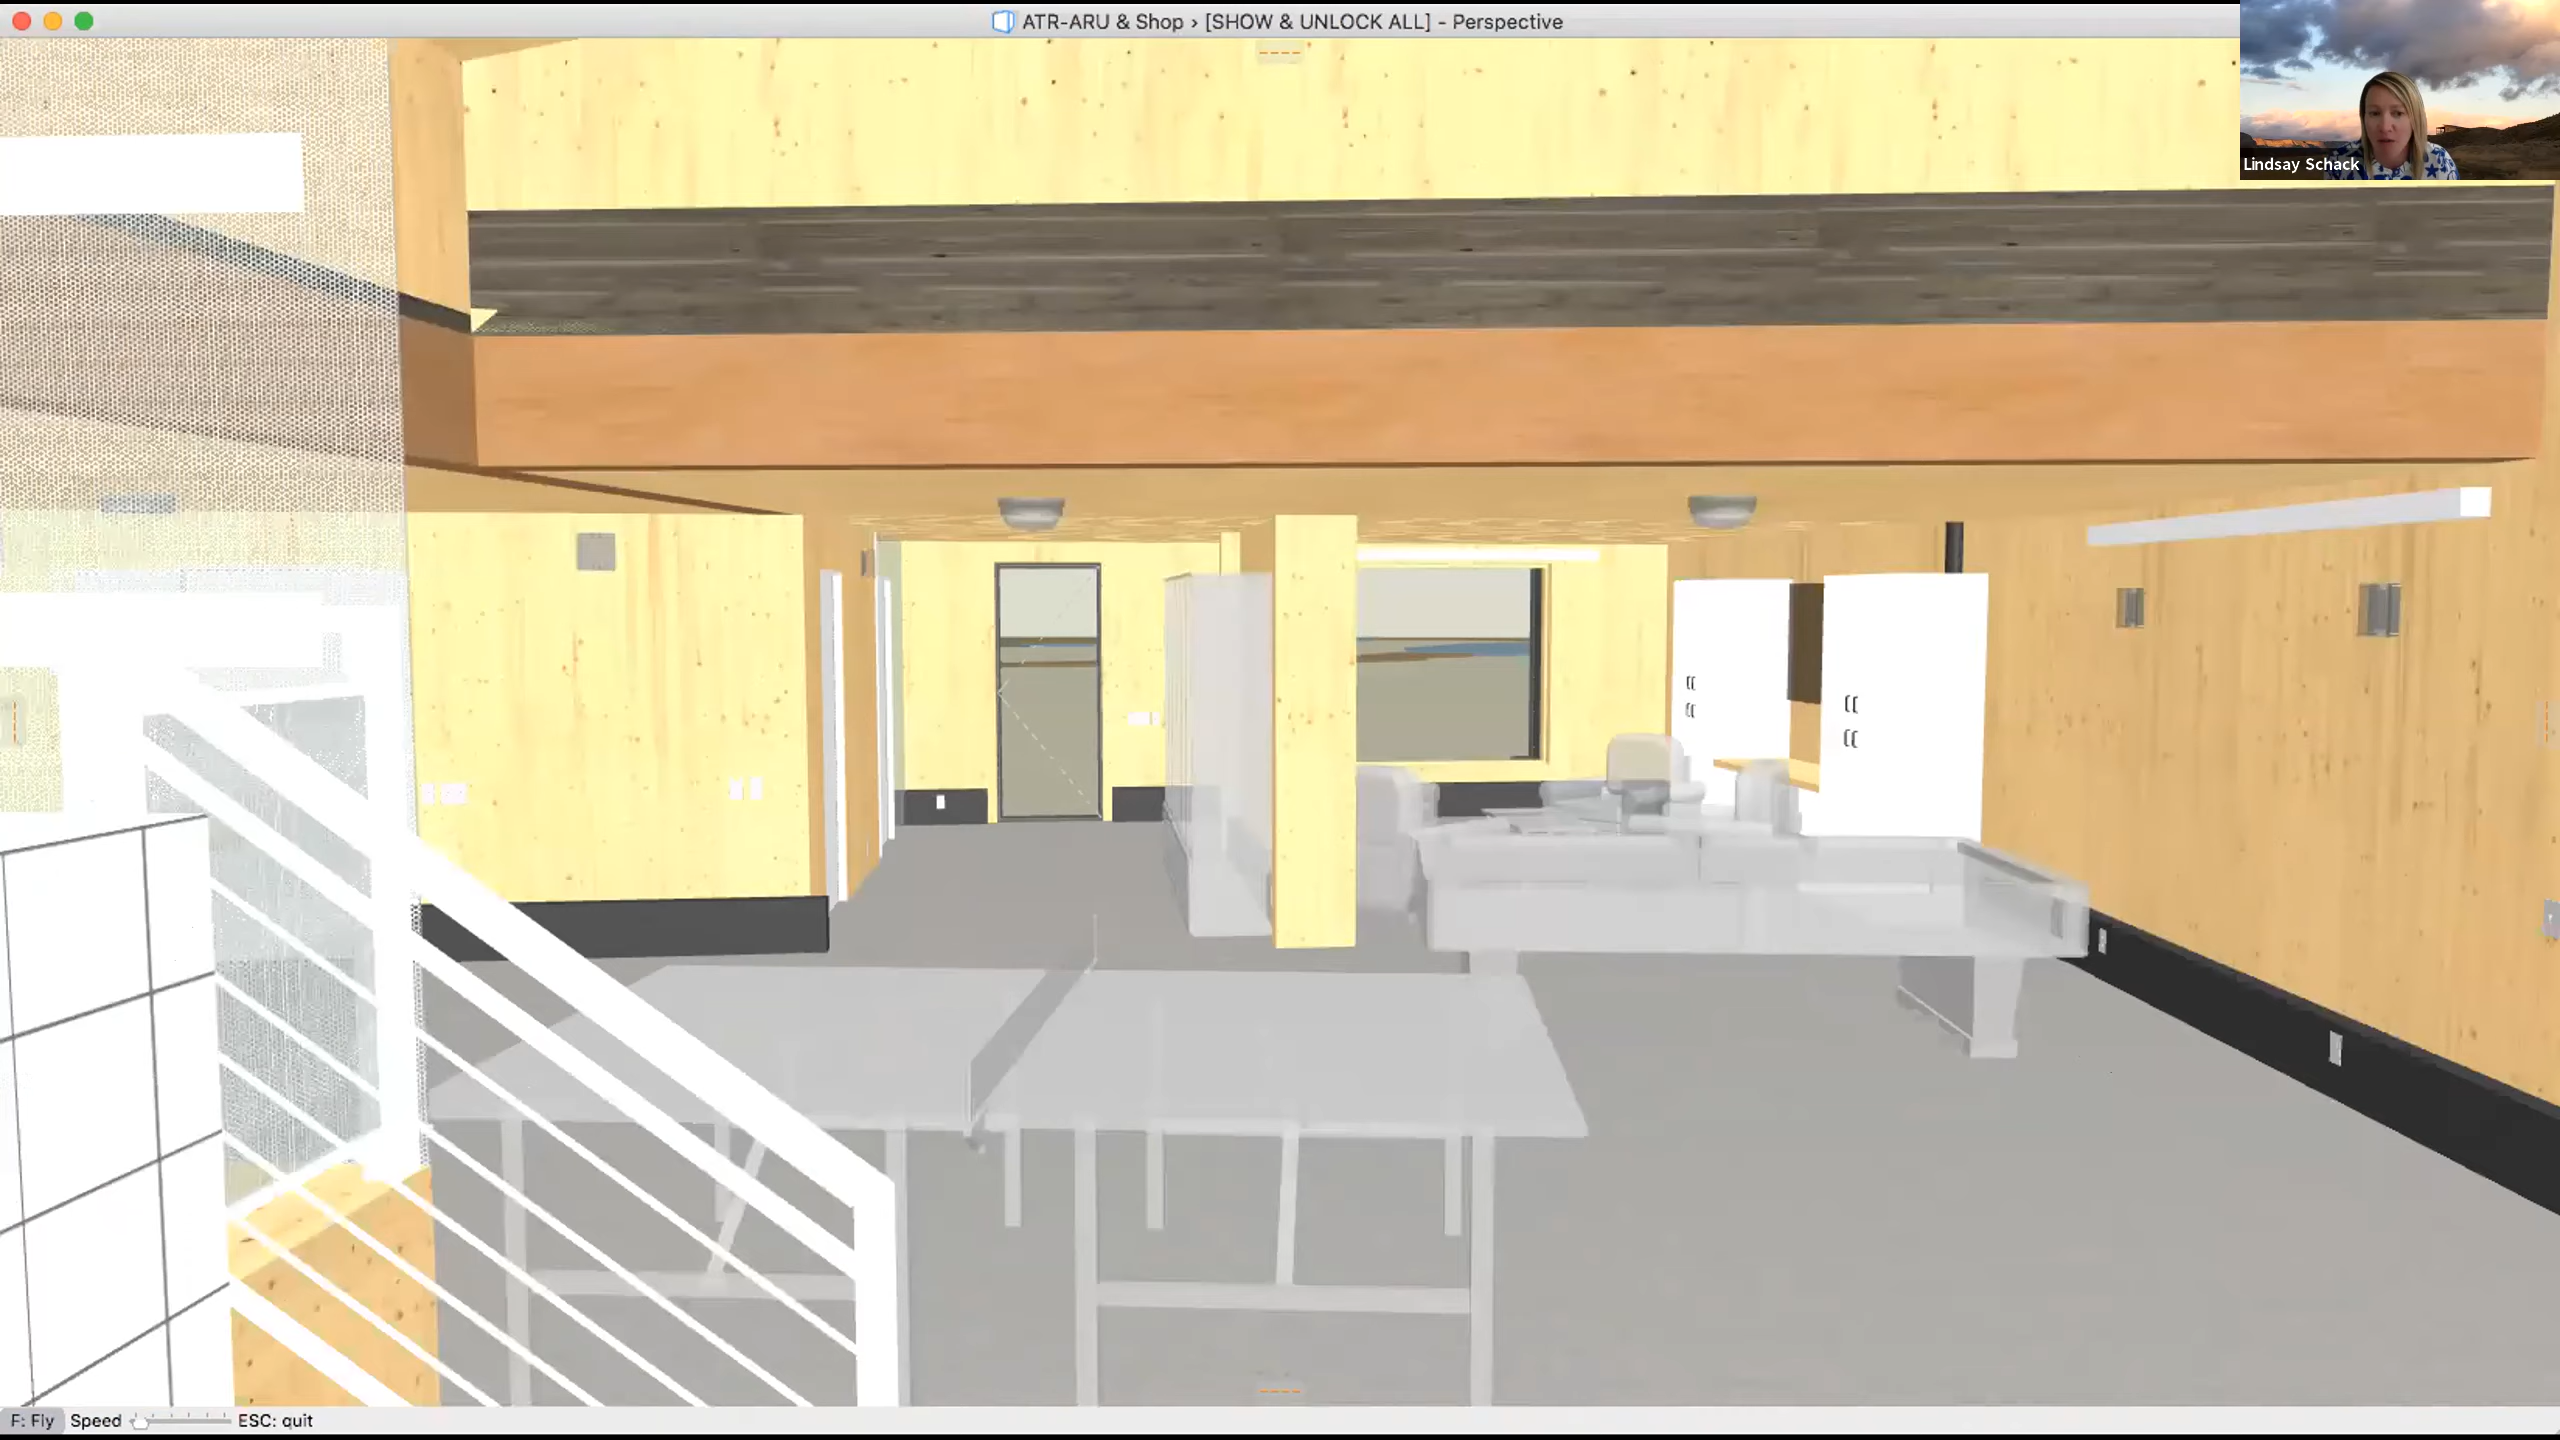 ATR-ARU & Shop › [SHOW & UNLOCK ALL] - Perspective
Lindsay Schack
F: Fly Speed ESC: quit